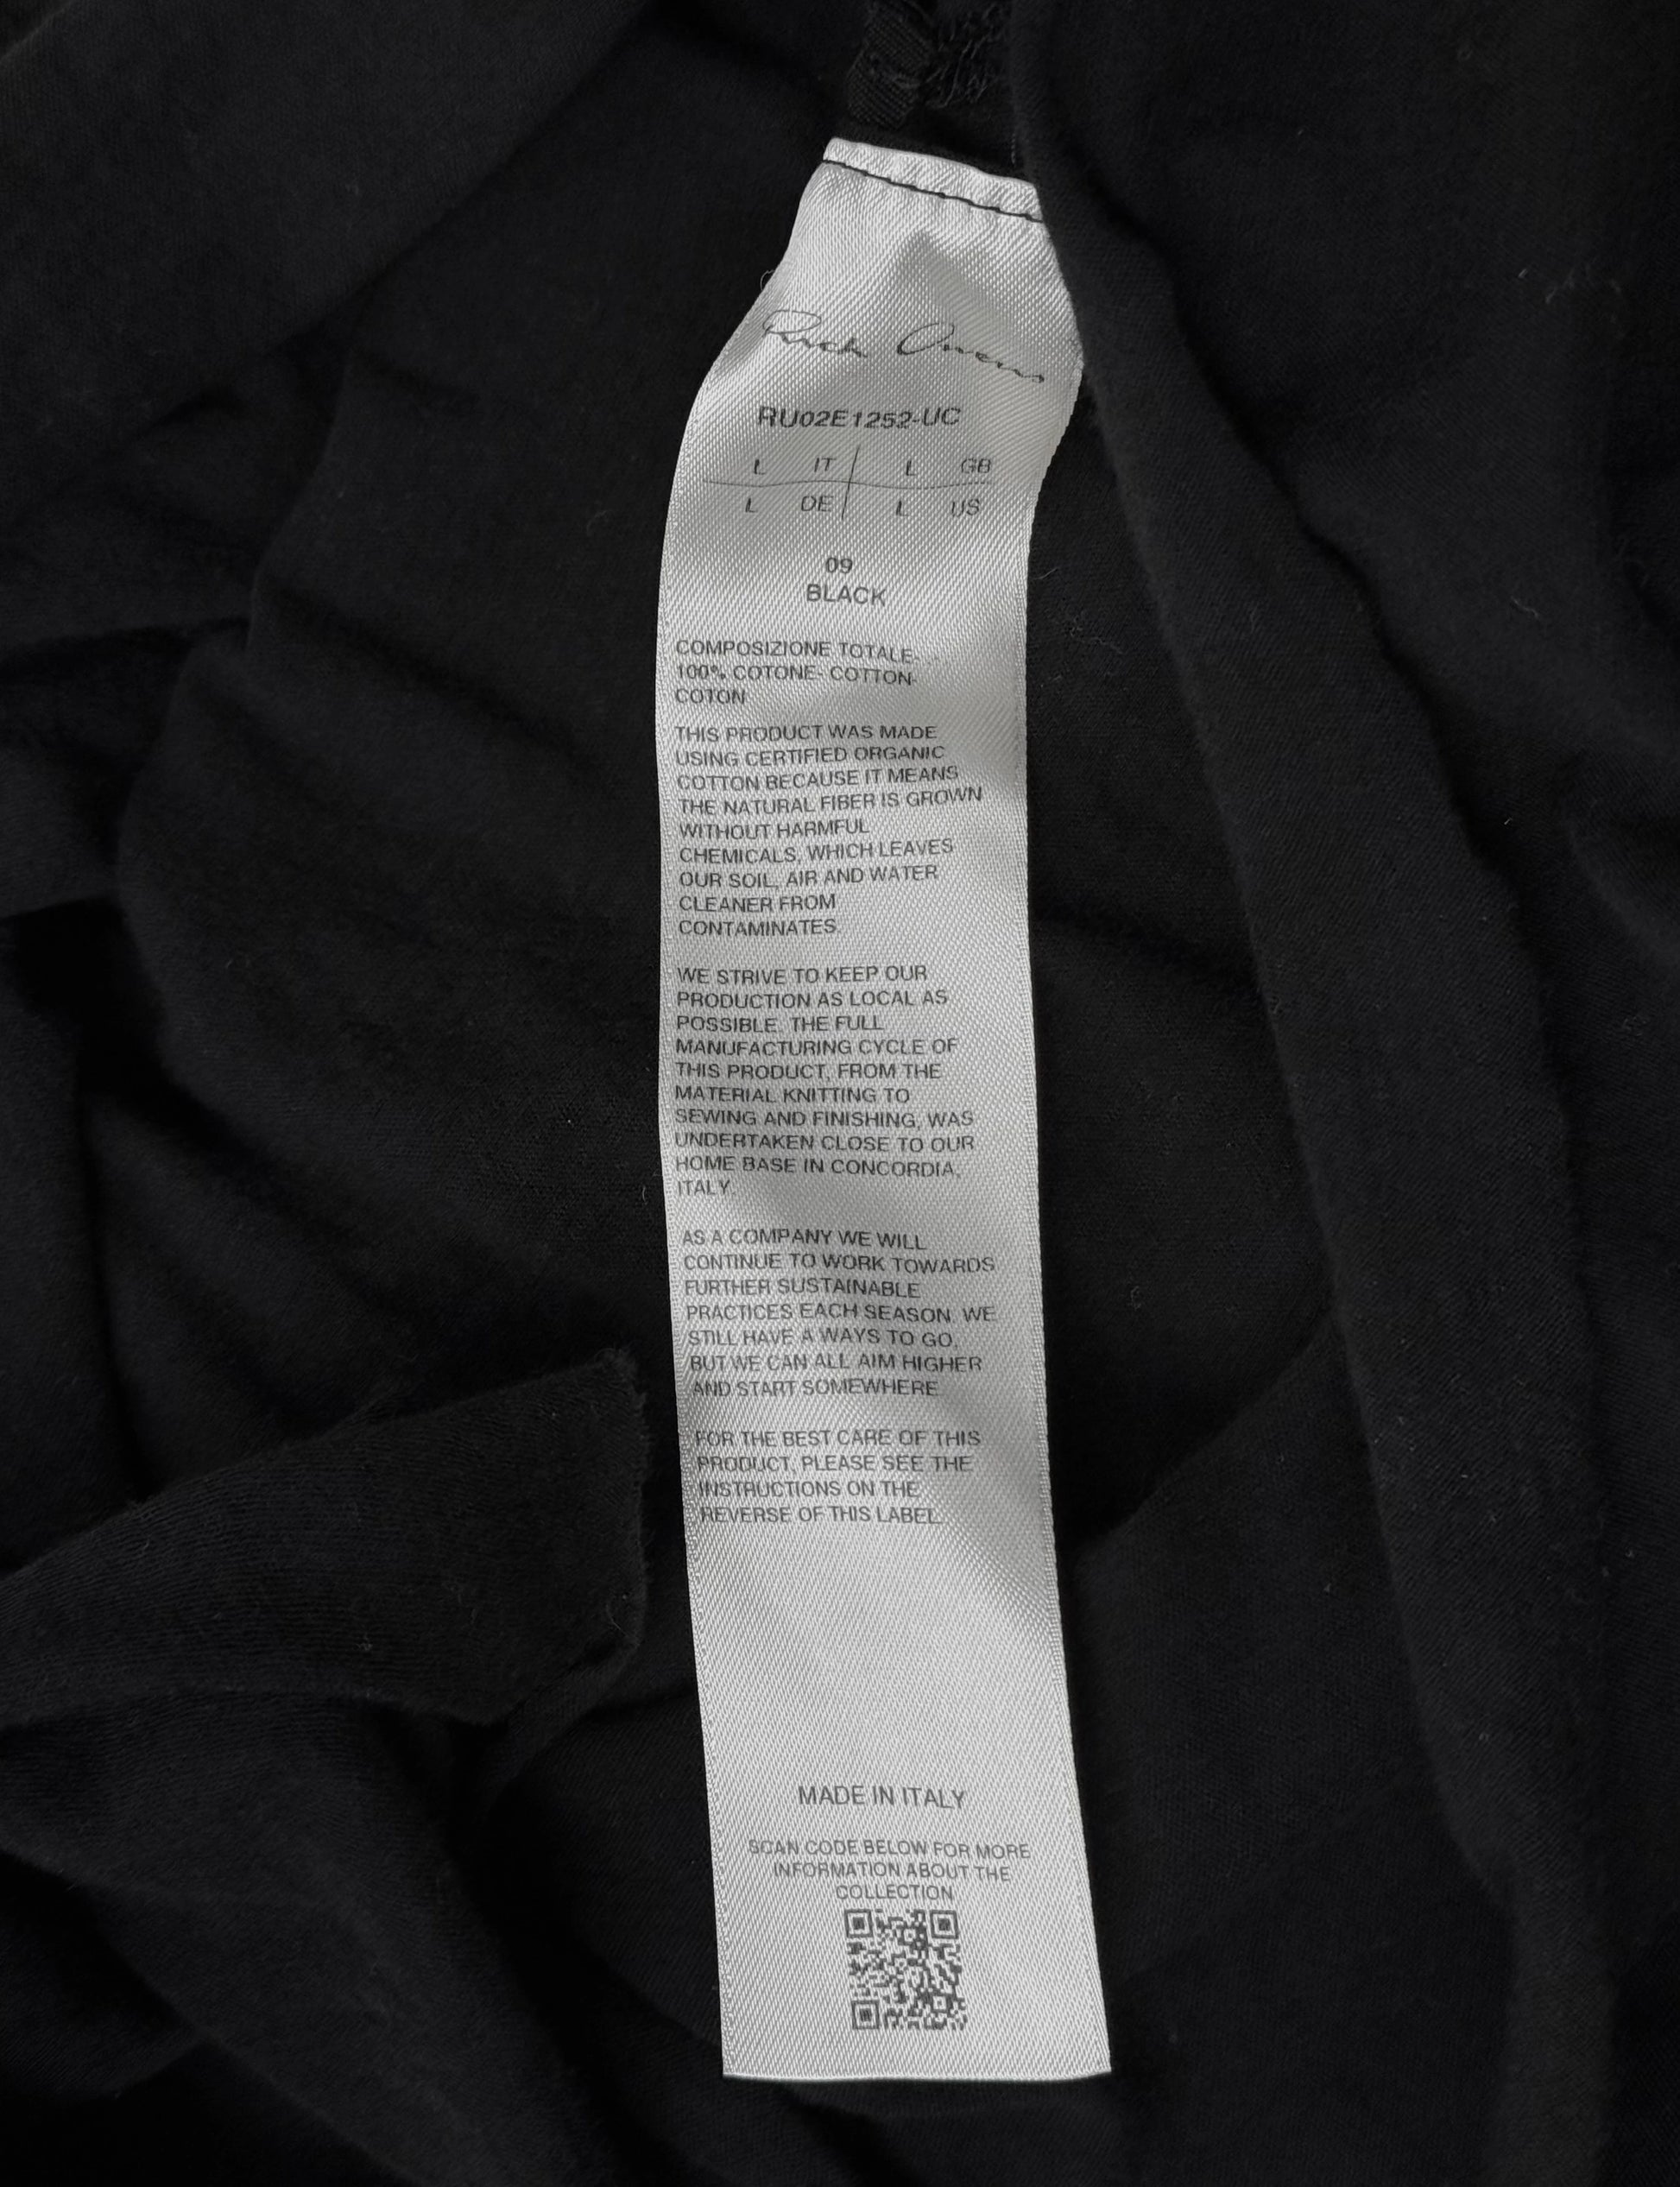 Rick Owens
RU02E1252-UC
L IT L GB
L DE L US
09
BLACK
COMPOSIZIONE TOTALE-
100% COTONE- COTTON-
COTON
THIS PRODUCT WAS MADE
USING CERTIFIED ORGANIC
COTTON BECAUSE IT MEANS
THE NATURAL FIBER IS GROWN
WITHOUT HARMFUL
CHEMICALS, WHICH LEAVES
OUR SOIL, AIR AND WATER
CLEANER FROM
CONTAMINATES.
WE STRIVE TO KEEP OUR
PRODUCTION AS LOCAL AS
POSSIBLE. THE FULL
MANUFACTURING CYCLE OF
THIS PRODUCT, FROM THE
MATERIAL KNITTING TO
SEWING AND FINISHING, WAS
UNDERTAKEN CLOSE TO OUR
HOME BASE IN CONCORDIA,
ITALY.
AS A COMPANY WE WILL
CONTINUE TO WORK TOWARDS
FURTHER SUSTAINABLE
PRACTICES EACH SEASON. WE
STILL HAVE A WAYS TO GO,
BUT WE CAN ALL AIM HIGHER
AND START SOMEWHERE.
FOR THE BEST CARE OF THIS
PRODUCT, PLEASE SEE THE
INSTRUCTIONS ON THE
REVERSE OF THIS LABEL.
MADE IN ITALY
SCAN CODE BELOW FOR MORE
INFORMATION ABOUT THE
COLLECTION